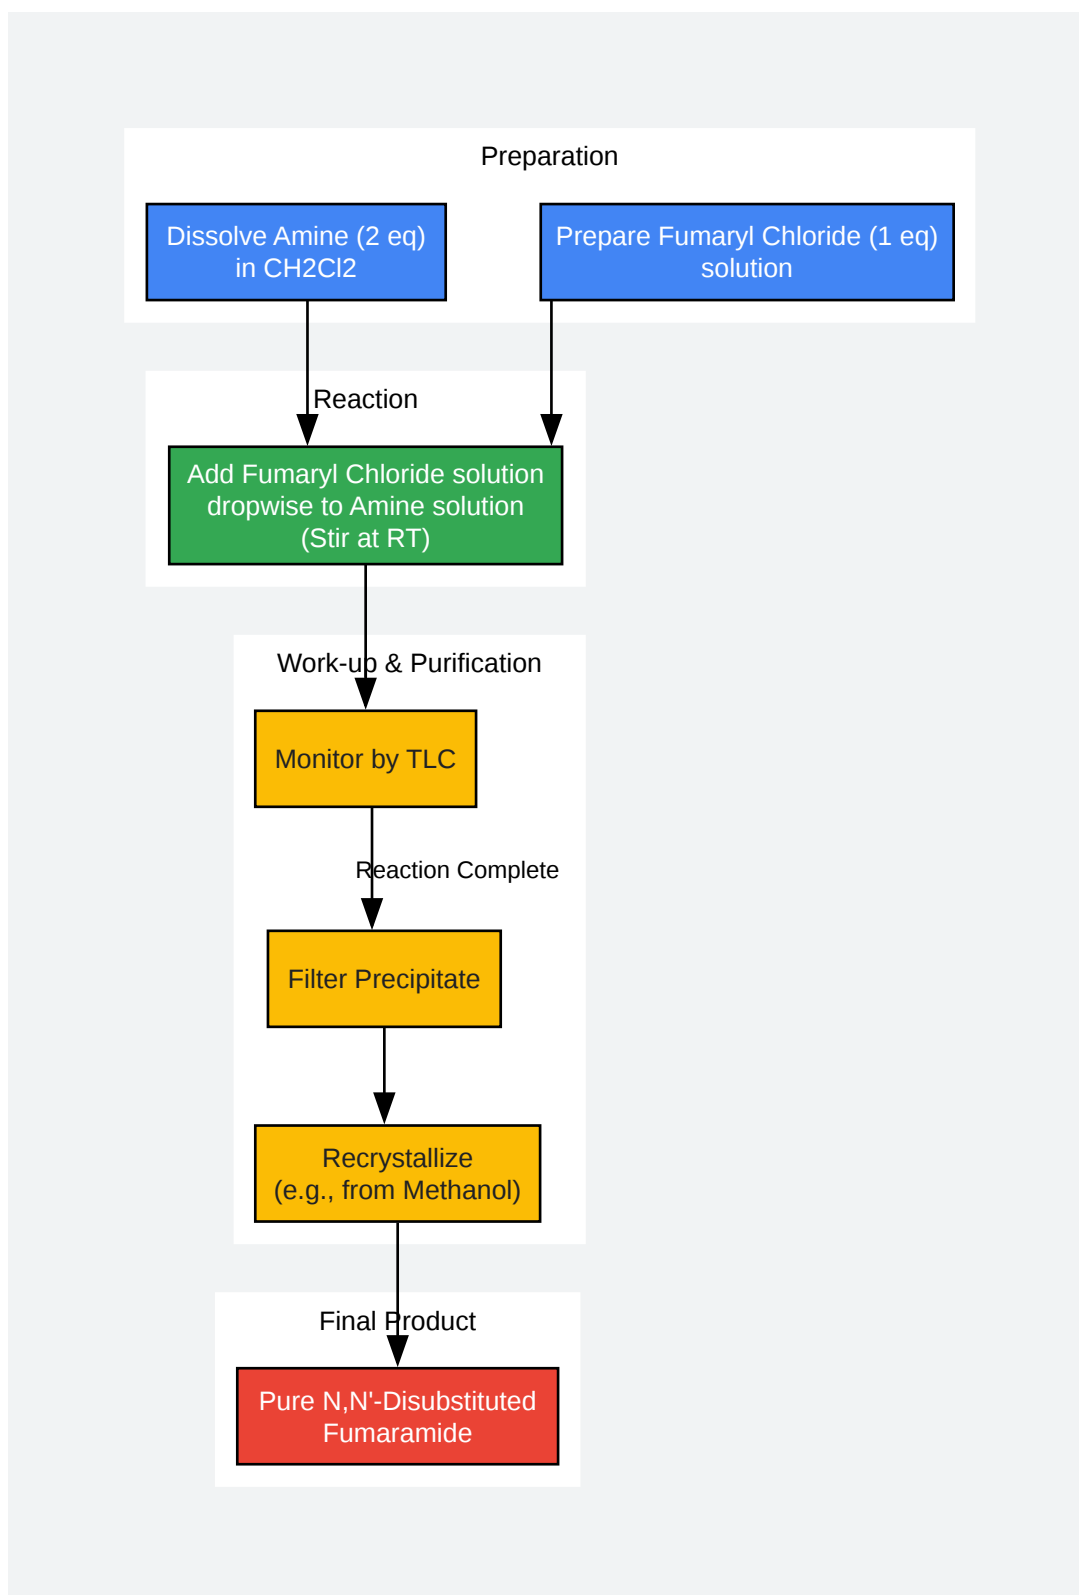 Preparation
Dissolve Amine (2 eq)
in CH2Cl2
Prepare Fumaryl Chloride (1 eq)
solution
Reaction
Add Fumaryl Chloride solution
dropwise to Amine solution
(Stir at RT)
Work-up & Purification
Monitor by TLC
Reaction Complete
Filter Precipitate
Recrystallize
(e.g., from Methanol)
Final Product
Pure N,N'-Disubstituted
Fumaramide